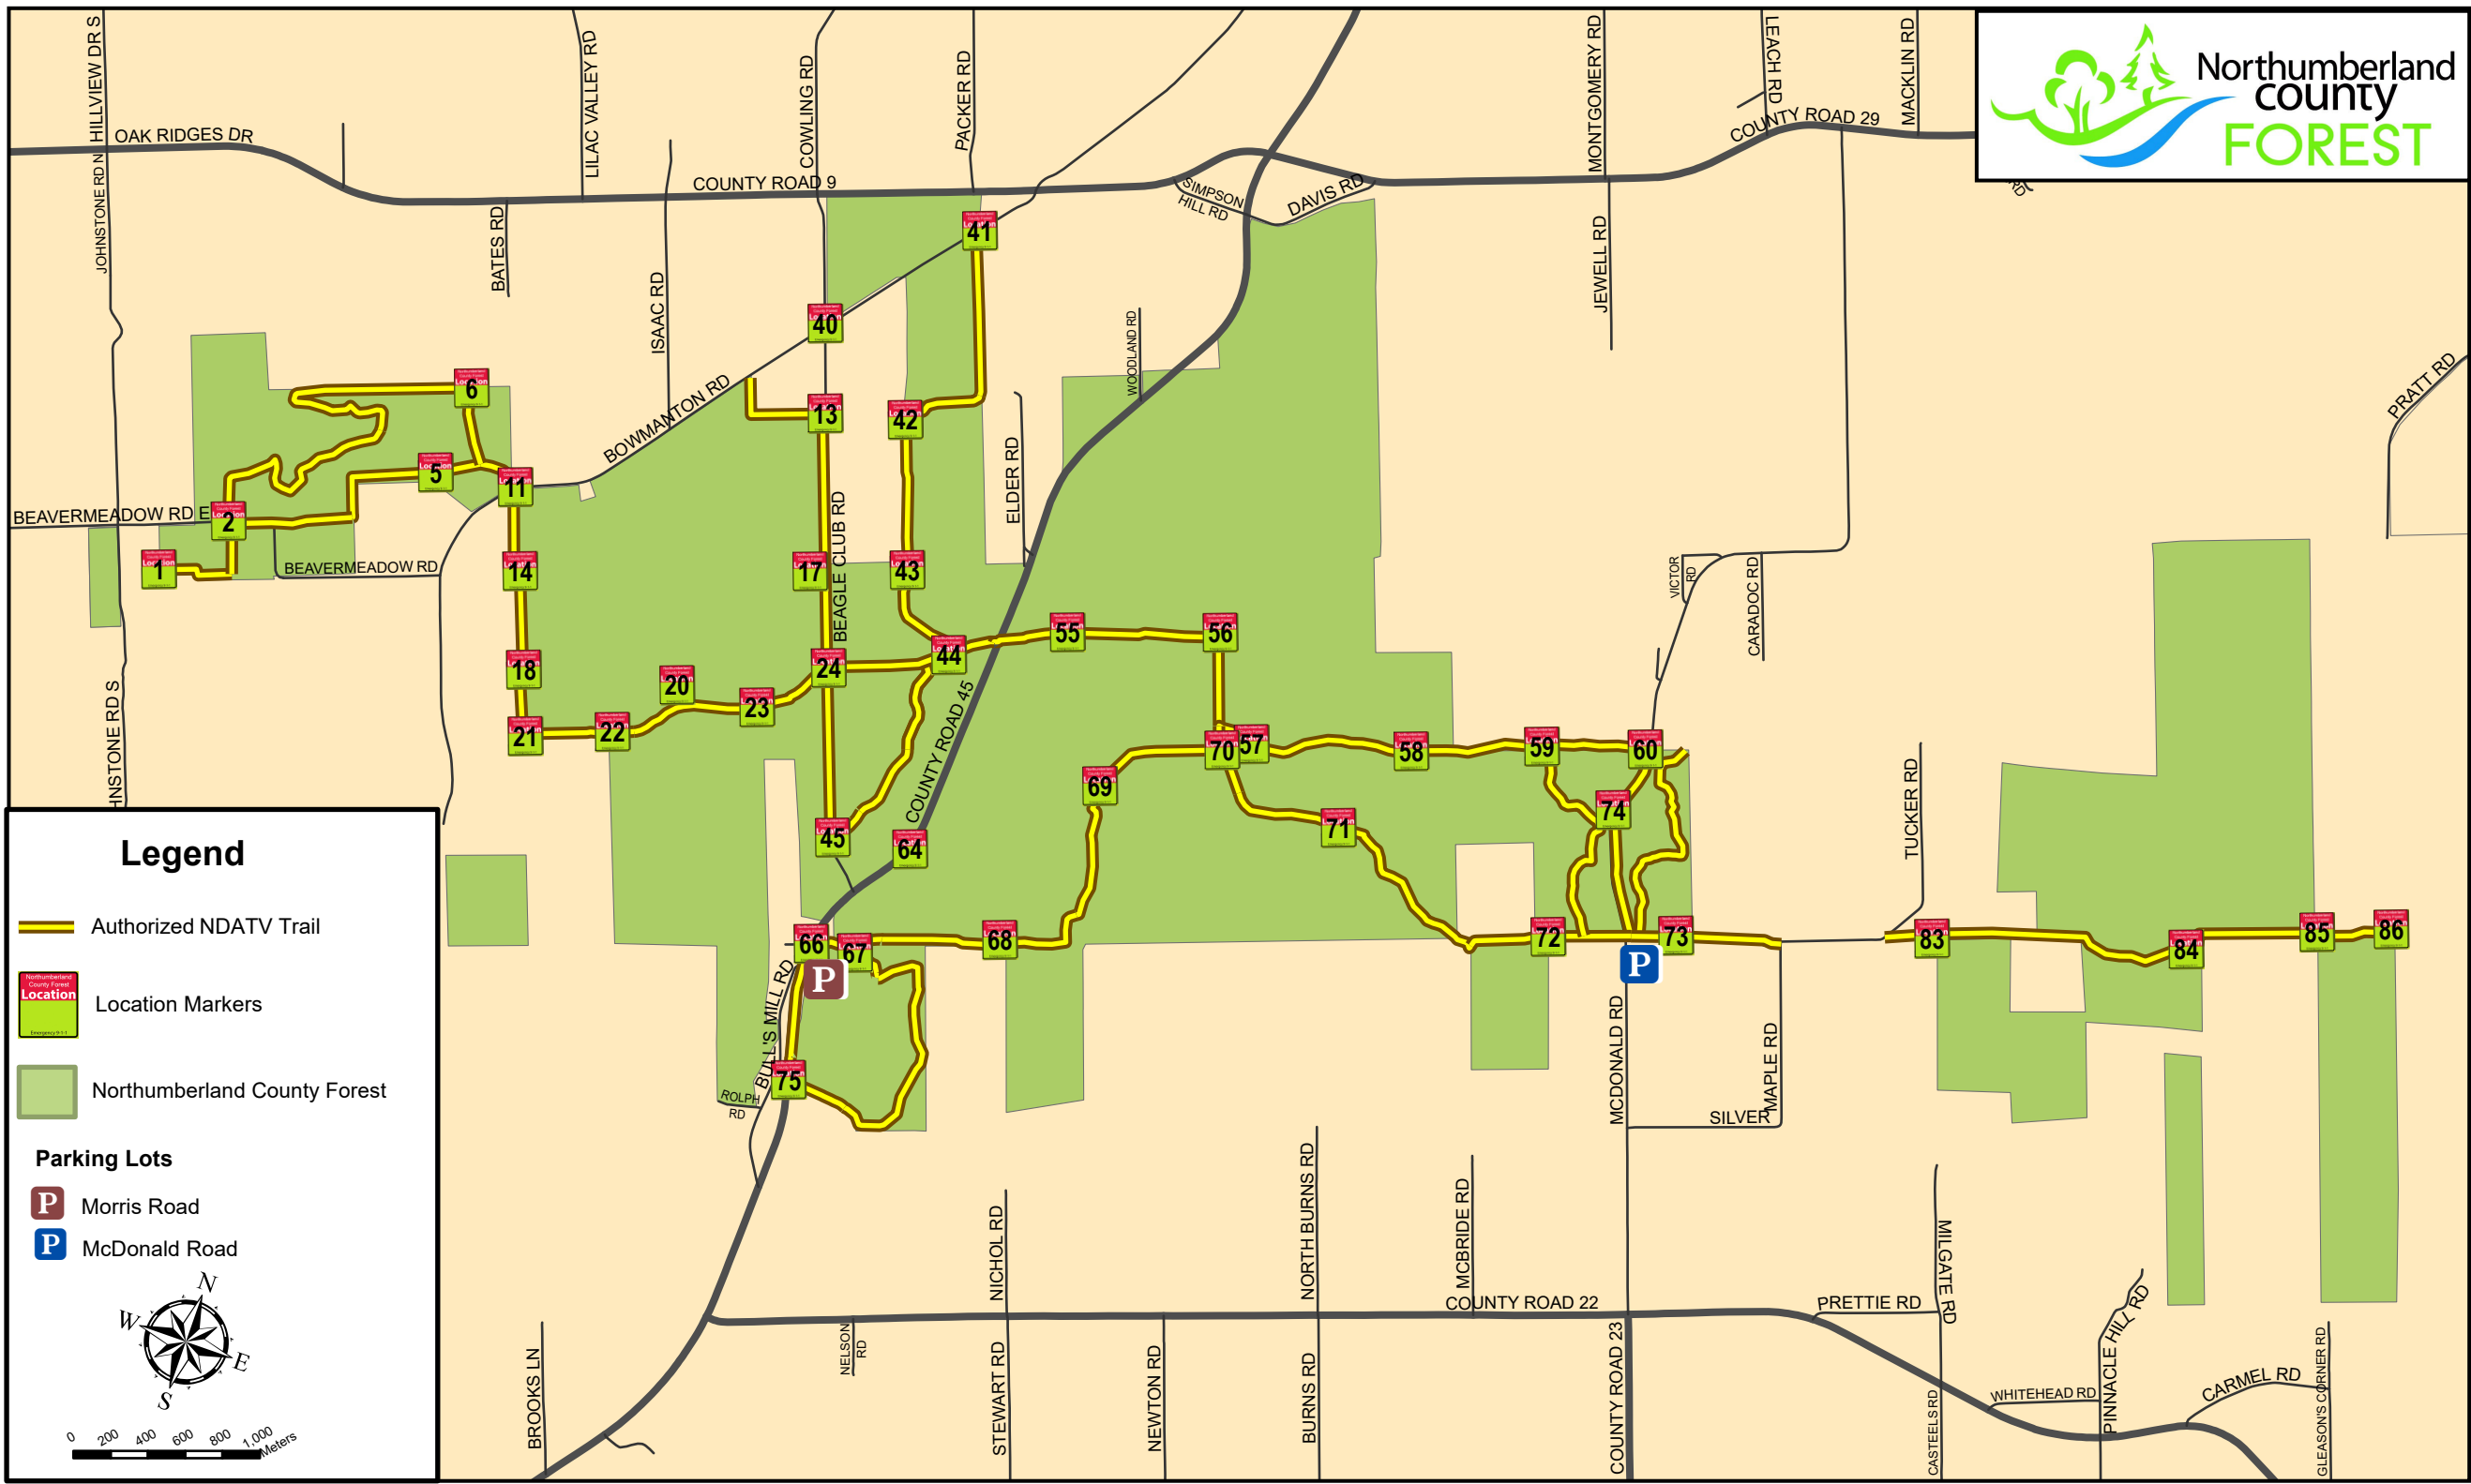 HILLVIEW DR S
LILAC VALLEY RD
COWLING RD
PACKER RD
MONTGOMERY RD
LEACH RD
MACKLIN RD
Northumberland
county
FOREST
OAK RIDGES DR
COUNTY ROAD 29
JOHNSTONE RD N
COUNTY ROAD 9
SIMPSON
HILL RD
DAVIS RD
RD
BATES RD
ISAAC RD
JEWELL RD
41
40
WOODLAND RD
PRATT RD
6
BOWMANTON RD
13
42
5
11
ELDER RD
BEAGLE CLUB RD
BEAVERMEADOW RD E
2
1
BEAVERMEADOW RD
14
17
43
VICTOR
RD
CARADOC RD
55
56
44
18
24
20
23
21
22
JOHNSTONE RD S
COUNTY ROAD 45
70
57
58
59
60
69
74
71
45
64
TUCKER RD
66
67
68
72
73
83
84
85
86
P
P
BULL'S MILL RD
75
ROLPH
RD
MCDONALD RD
MAPLE RD
SILVER
NICHOL RD
NORTH BURNS RD
MCBRIDE RD
MILGATE RD
COUNTY ROAD 22
PRETTIE RD
PINNACLE HILL RD
BROOKS LN
NELSON
RD
STEWART RD
NEWTON RD
BURNS RD
COUNTY ROAD 23
CASTEELS RD
WHITEHEAD RD
CARMEL RD
GLEASON'S CORNER RD
Legend
Authorized NDATV Trail
Northumberland
County Forest
Location
Emergency 9-1-1
Location Markers
Northumberland County Forest
Parking Lots
P Morris Road
P McDonald Road
N
W
E
S
0 200 400 600 800 1,000
Meters